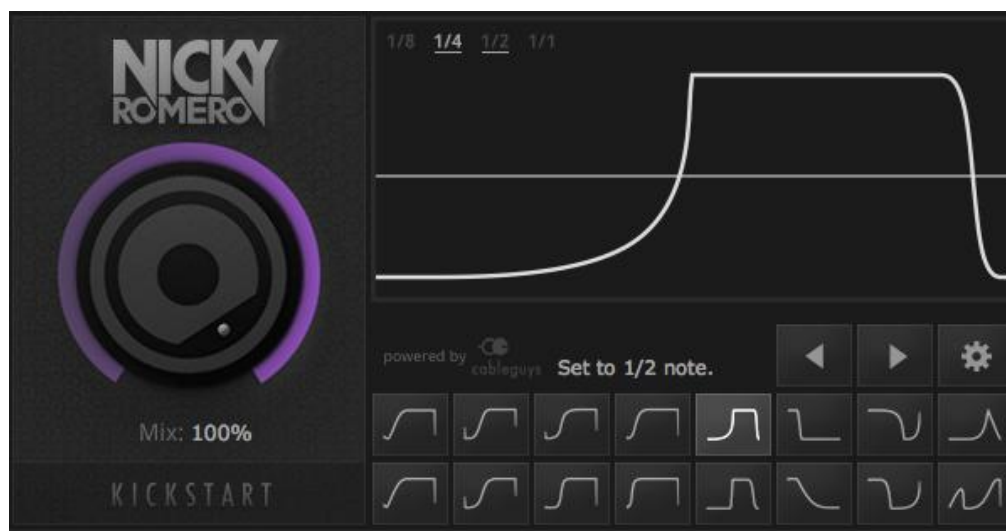 NICKY
ROMERO
1/8 1/4 1/2 1/1
powered by cableguys Set to 1/2 note.
Mix: 100%
KICKSTART